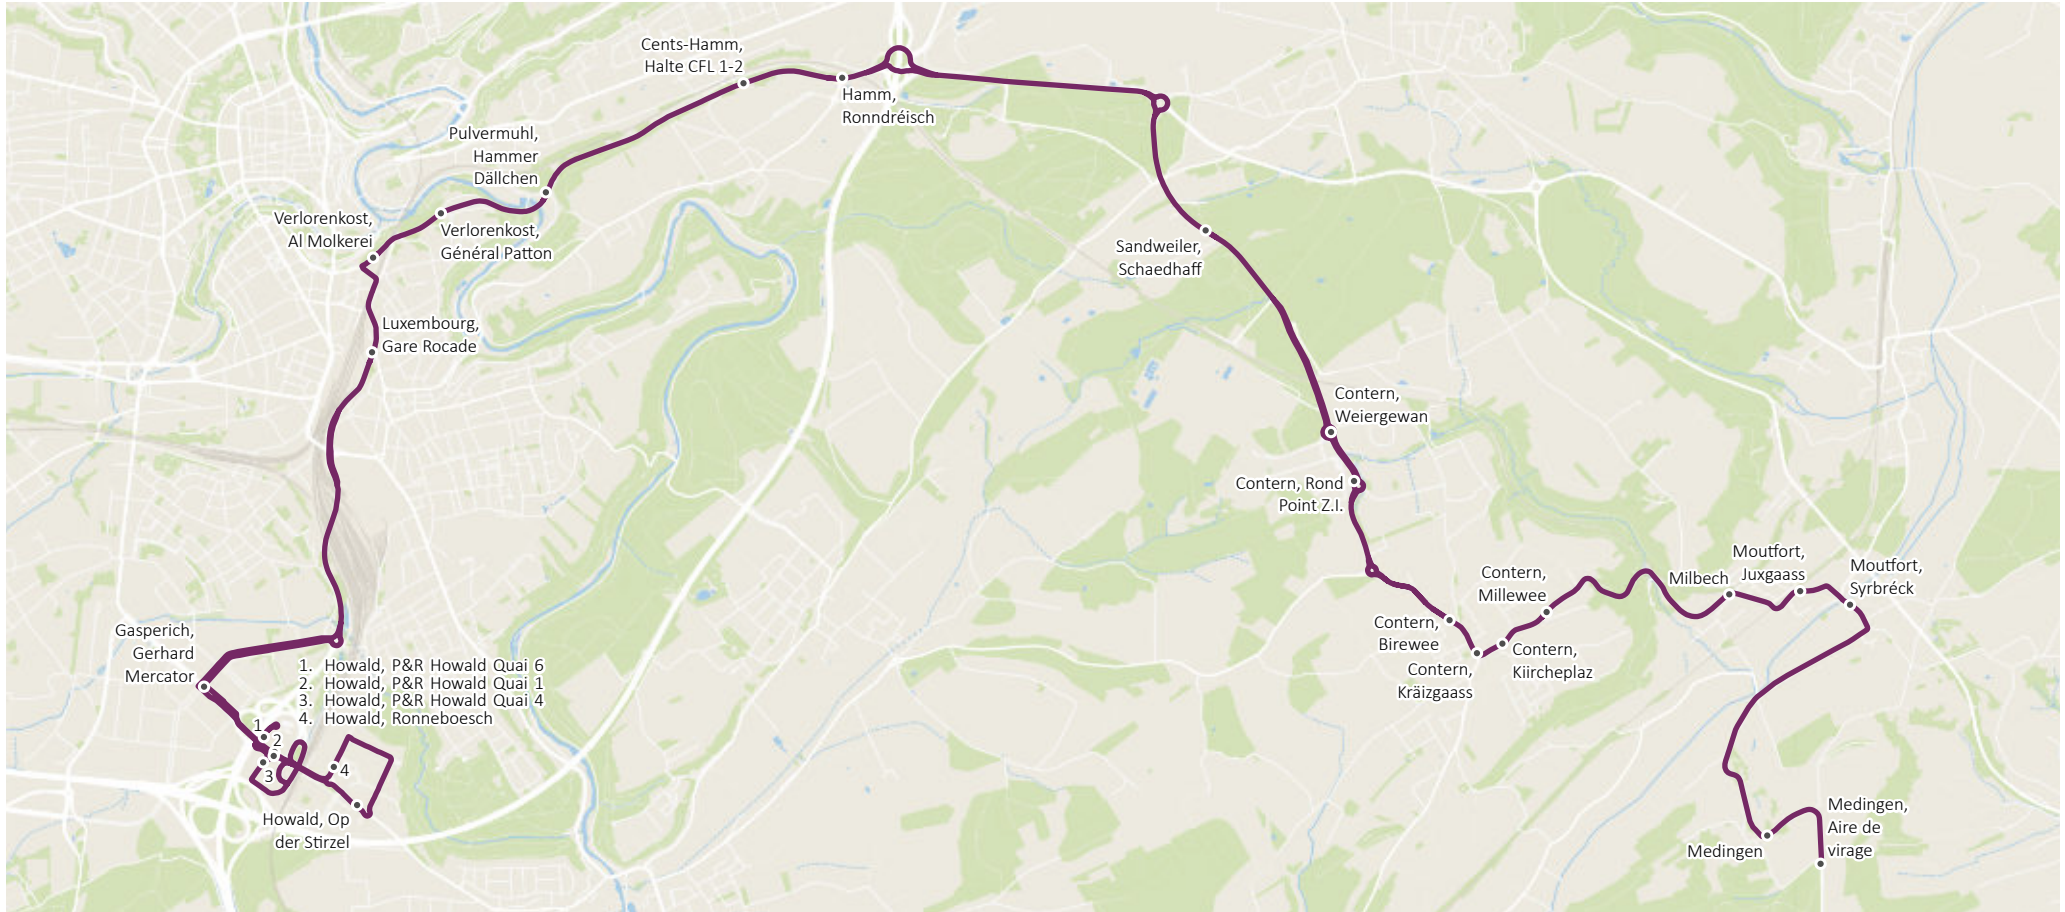 Cents-Hamm,
Halte CFL 1-2
Hamm,
Ronndréisch
Pulvermuhl,
Hammer
Dällchen
Verlorenkost,
Al Molkerei
Verlorenkost,
Général Patton
Sandweiler,
Schaedhaff
Luxembourg,
Gare Rocade
Contern,
Weiergewan
Contern, Rond
Point Z.I.
Moutfort,
Juxgaass
Moutfort,
Syrbréck
Contern,
Millewee
Milbech
Contern,
Birewee
Contern,
Kräizgaass
Contern,
Kiircheplaz
Gasperich,
Gerhard
Mercator
1. Howald, P&R Howald Quai 6
2. Howald, P&R Howald Quai 1
3. Howald, P&R Howald Quai 4
4. Howald, Ronneboesch
1
2
3
4
Howald, Op
der Stirzel
Medingen,
Aire de
virage
Medingen